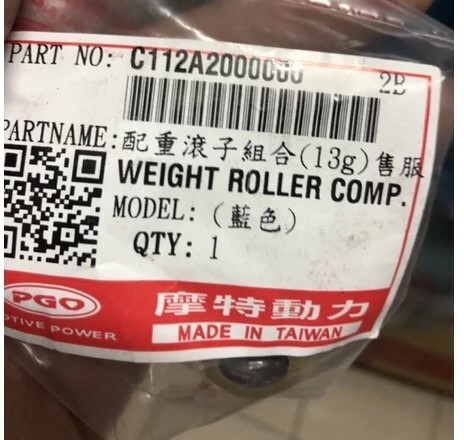 PART NO: C112A2000000 2B
PARTNAME:配重滾子組合(13g)售服
WEIGHT ROLLER COMP.
MODEL: (藍色)
QTY: 1
PGO 摩特動力
OTIVE POWER MADE IN TAIWAN